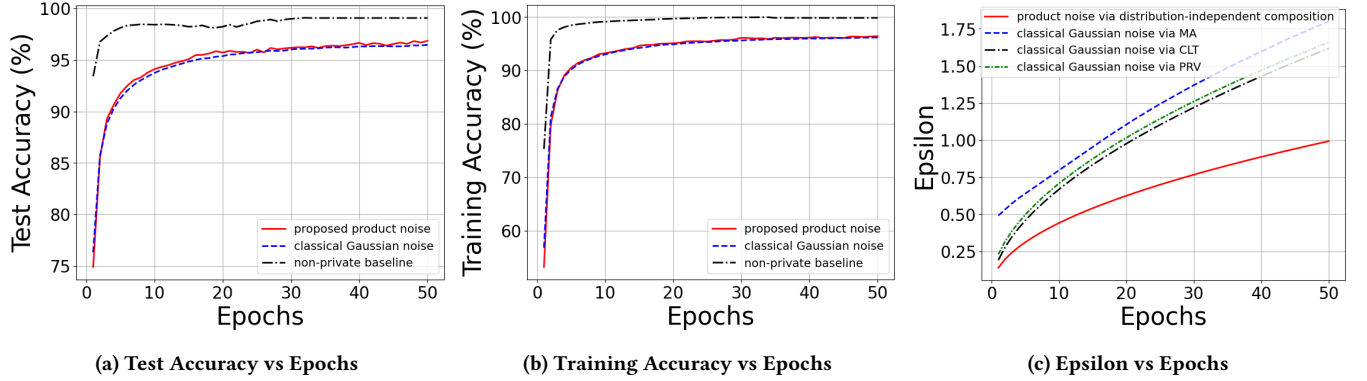 100
95
90
85
80
75
0
10
20
30
40
50
Test Accuracy (%)
Epochs
proposed product noise
classical Gaussian noise
non-private baseline
(a) Test Accuracy vs Epochs
100
90
80
70
60
0
10
20
30
40
50
Training Accuracy (%)
Epochs
proposed product noise
classical Gaussian noise
non-private baseline
(b) Training Accuracy vs Epochs
1.75
1.50
1.25
1.00
0.75
0.50
0.25
0
10
20
30
40
50
Epsilon
Epochs
product noise via distribution-independent composition
classical Gaussian noise via MA
classical Gaussian noise via CLT
classical Gaussian noise via PRV
(c) Epsilon vs Epochs